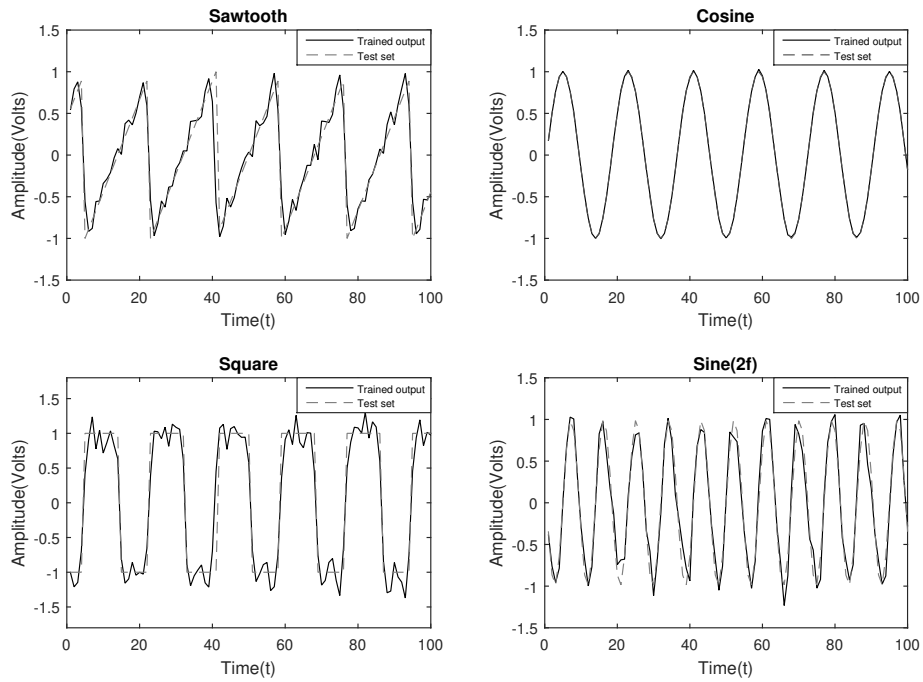 Sawtooth
Trained output
Test set
1.5
1
0.5
0
-0.5
-1
-1.5
Amplitude(Volts)
0 20 40 60 80 100
Time(t)
Cosine
Trained output
Test set
1.5
1
0.5
0
-0.5
-1
-1.5
Amplitude(Volts)
0 20 40 60 80 100
Time(t)
Square
Trained output
Test set
1.5
1
0.5
0
-0.5
-1
-1.5
Amplitude(Volts)
0 20 40 60 80 100
Time(t)
Sine(2f)
Trained output
Test set
1.5
1
0.5
0
-0.5
-1
-1.5
Amplitude(Volts)
0 20 40 60 80 100
Time(t)